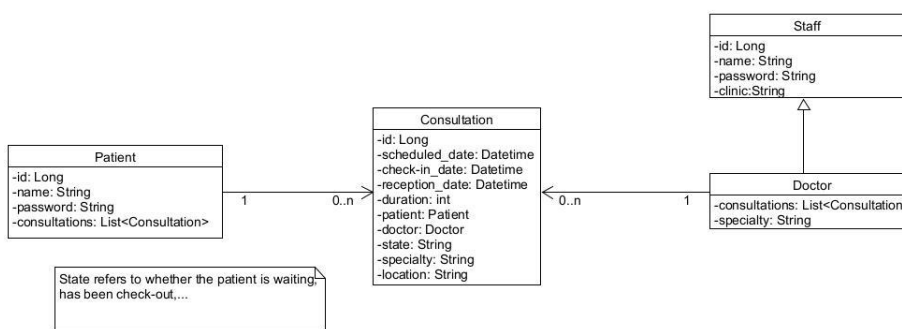 Staff
-id: Long
-name: String
-password: String
-clinic:String
Consultation
-id: Long
-scheduled_date: Datetime
-check-in_date: Datetime
-reception_date: Datetime
-duration: int
-patient: Patient
-doctor: Doctor
-state: String
-specialty: String
-location: String
Patient
-id: Long
-name: String
-password: String
-consultations: List<Consultation>
1
0..n
0..n
1
Doctor
-consultations: List<Consultation
-specialty: String
State refers to whether the patient is waiting,
has been check-out,...